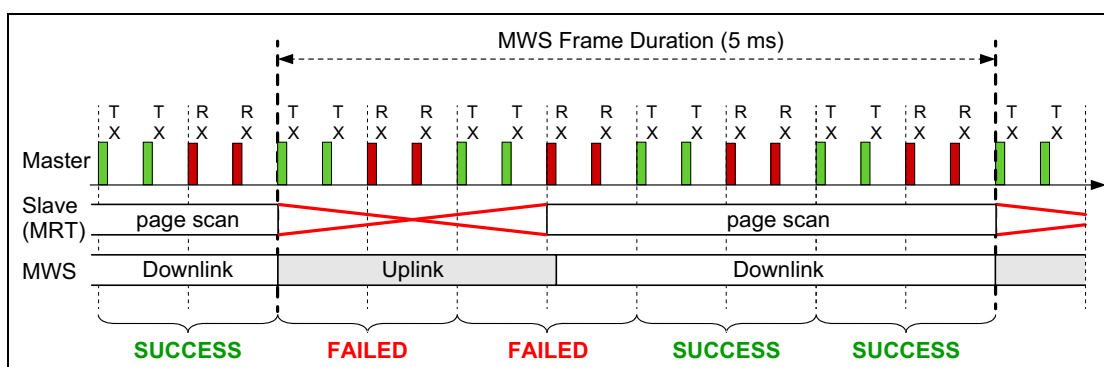 MWS Frame Duration (5 ms)
T T R R T T R R T T R R T T R R T T R R T T
X X X X X X X X X X X X X X X X X X X X X X
Master
Slave
(MRT)
page scan
page scan
MWS
Downlink
Uplink
Downlink
SUCCESS
FAILED
FAILED
SUCCESS
SUCCESS